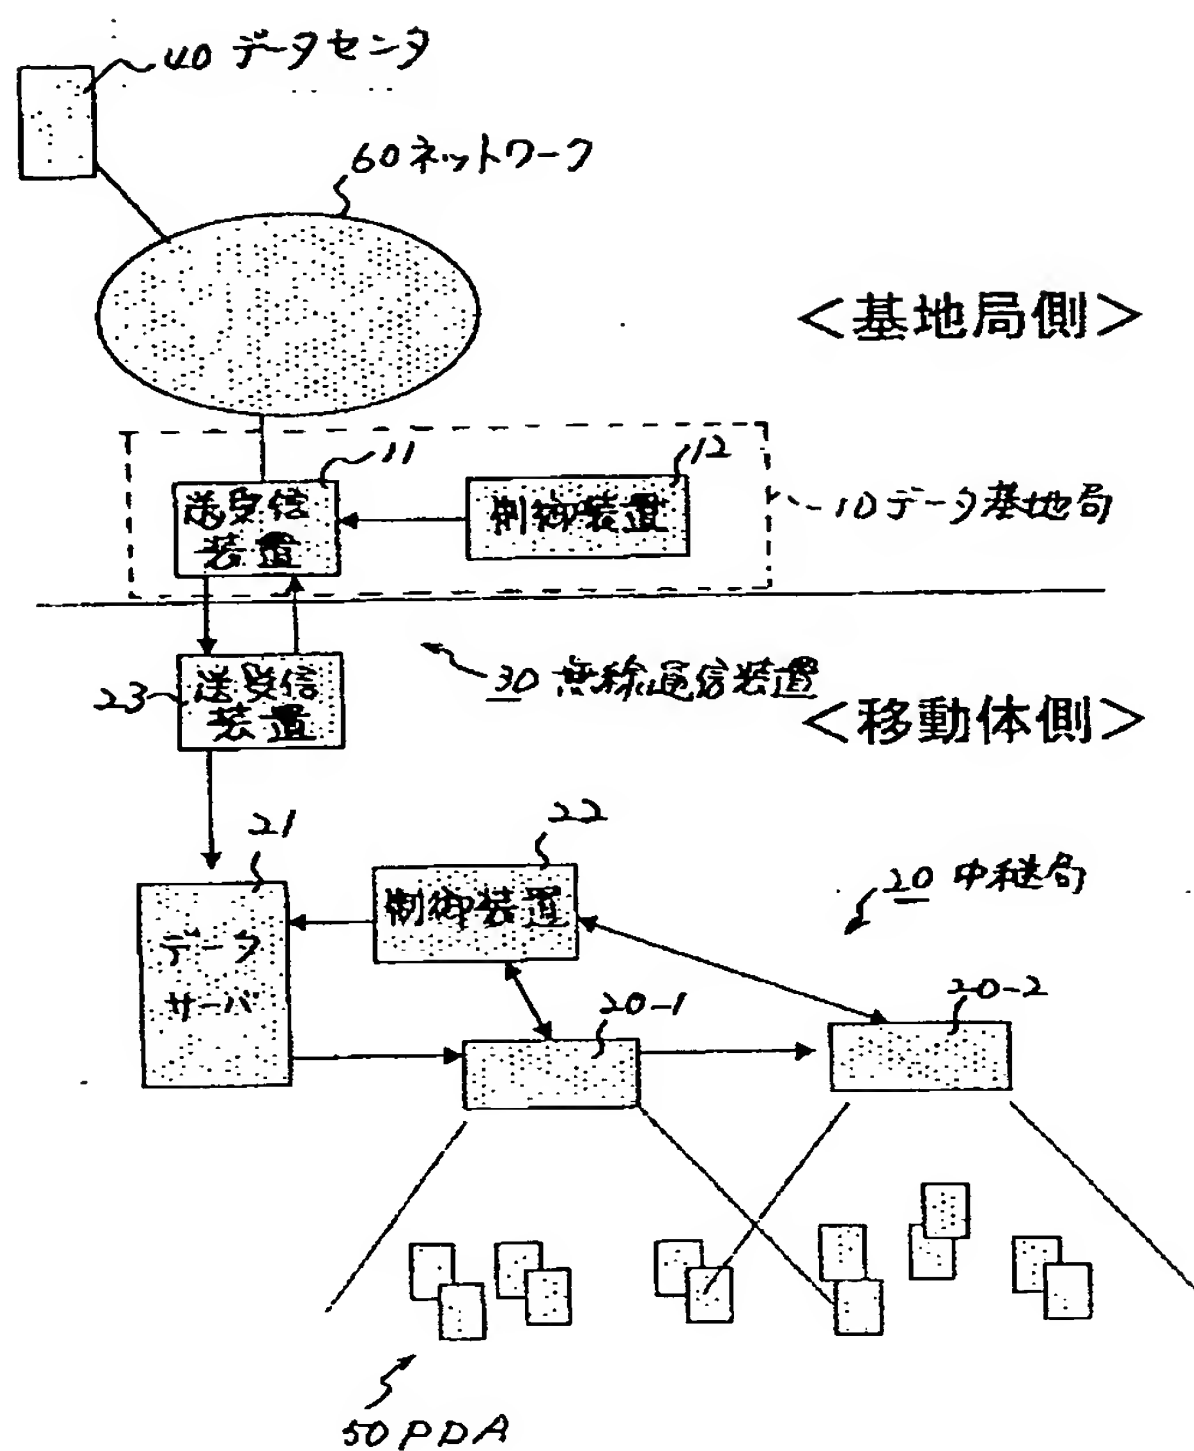 40 データセンタ
60 ネットワーク
<基地局側>
11
12
送受信
装置
制御装置
10 データ基地局
30 無線通信装置
23
送受信
装置
<移動体側>
21
22
制御装置
20 中継局
データ
サーバ
20-1
20-2
50 PDA